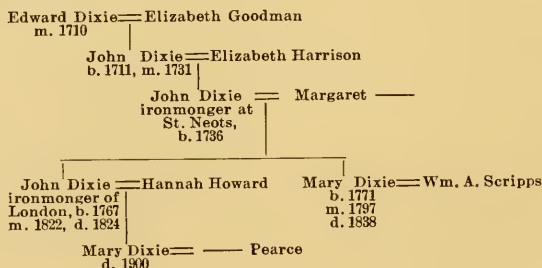 Edward Dixie══Elizabeth Goodman
m. 1710
John Dixie══Elizabeth Harrison
b. 1711, m. 1731
John Dixie ══ Margaret ——
ironmonger at
St. Neots,
b. 1736
John Dixie══Hannah Howard
ironmonger of
London, b. 1767
m. 1822, d. 1824
Mary Dixie══Wm. A. Scripps
b. 1771
m. 1797
d. 1838
Mary Dixie══ —— Pearce
d. 1900